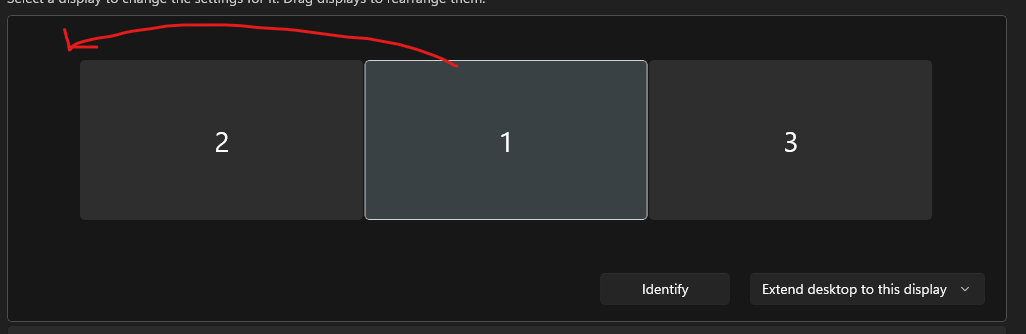 Select a display to change the settings for it. Drag displays to rearrange them.
2
1
3
Identify
Extend desktop to this display